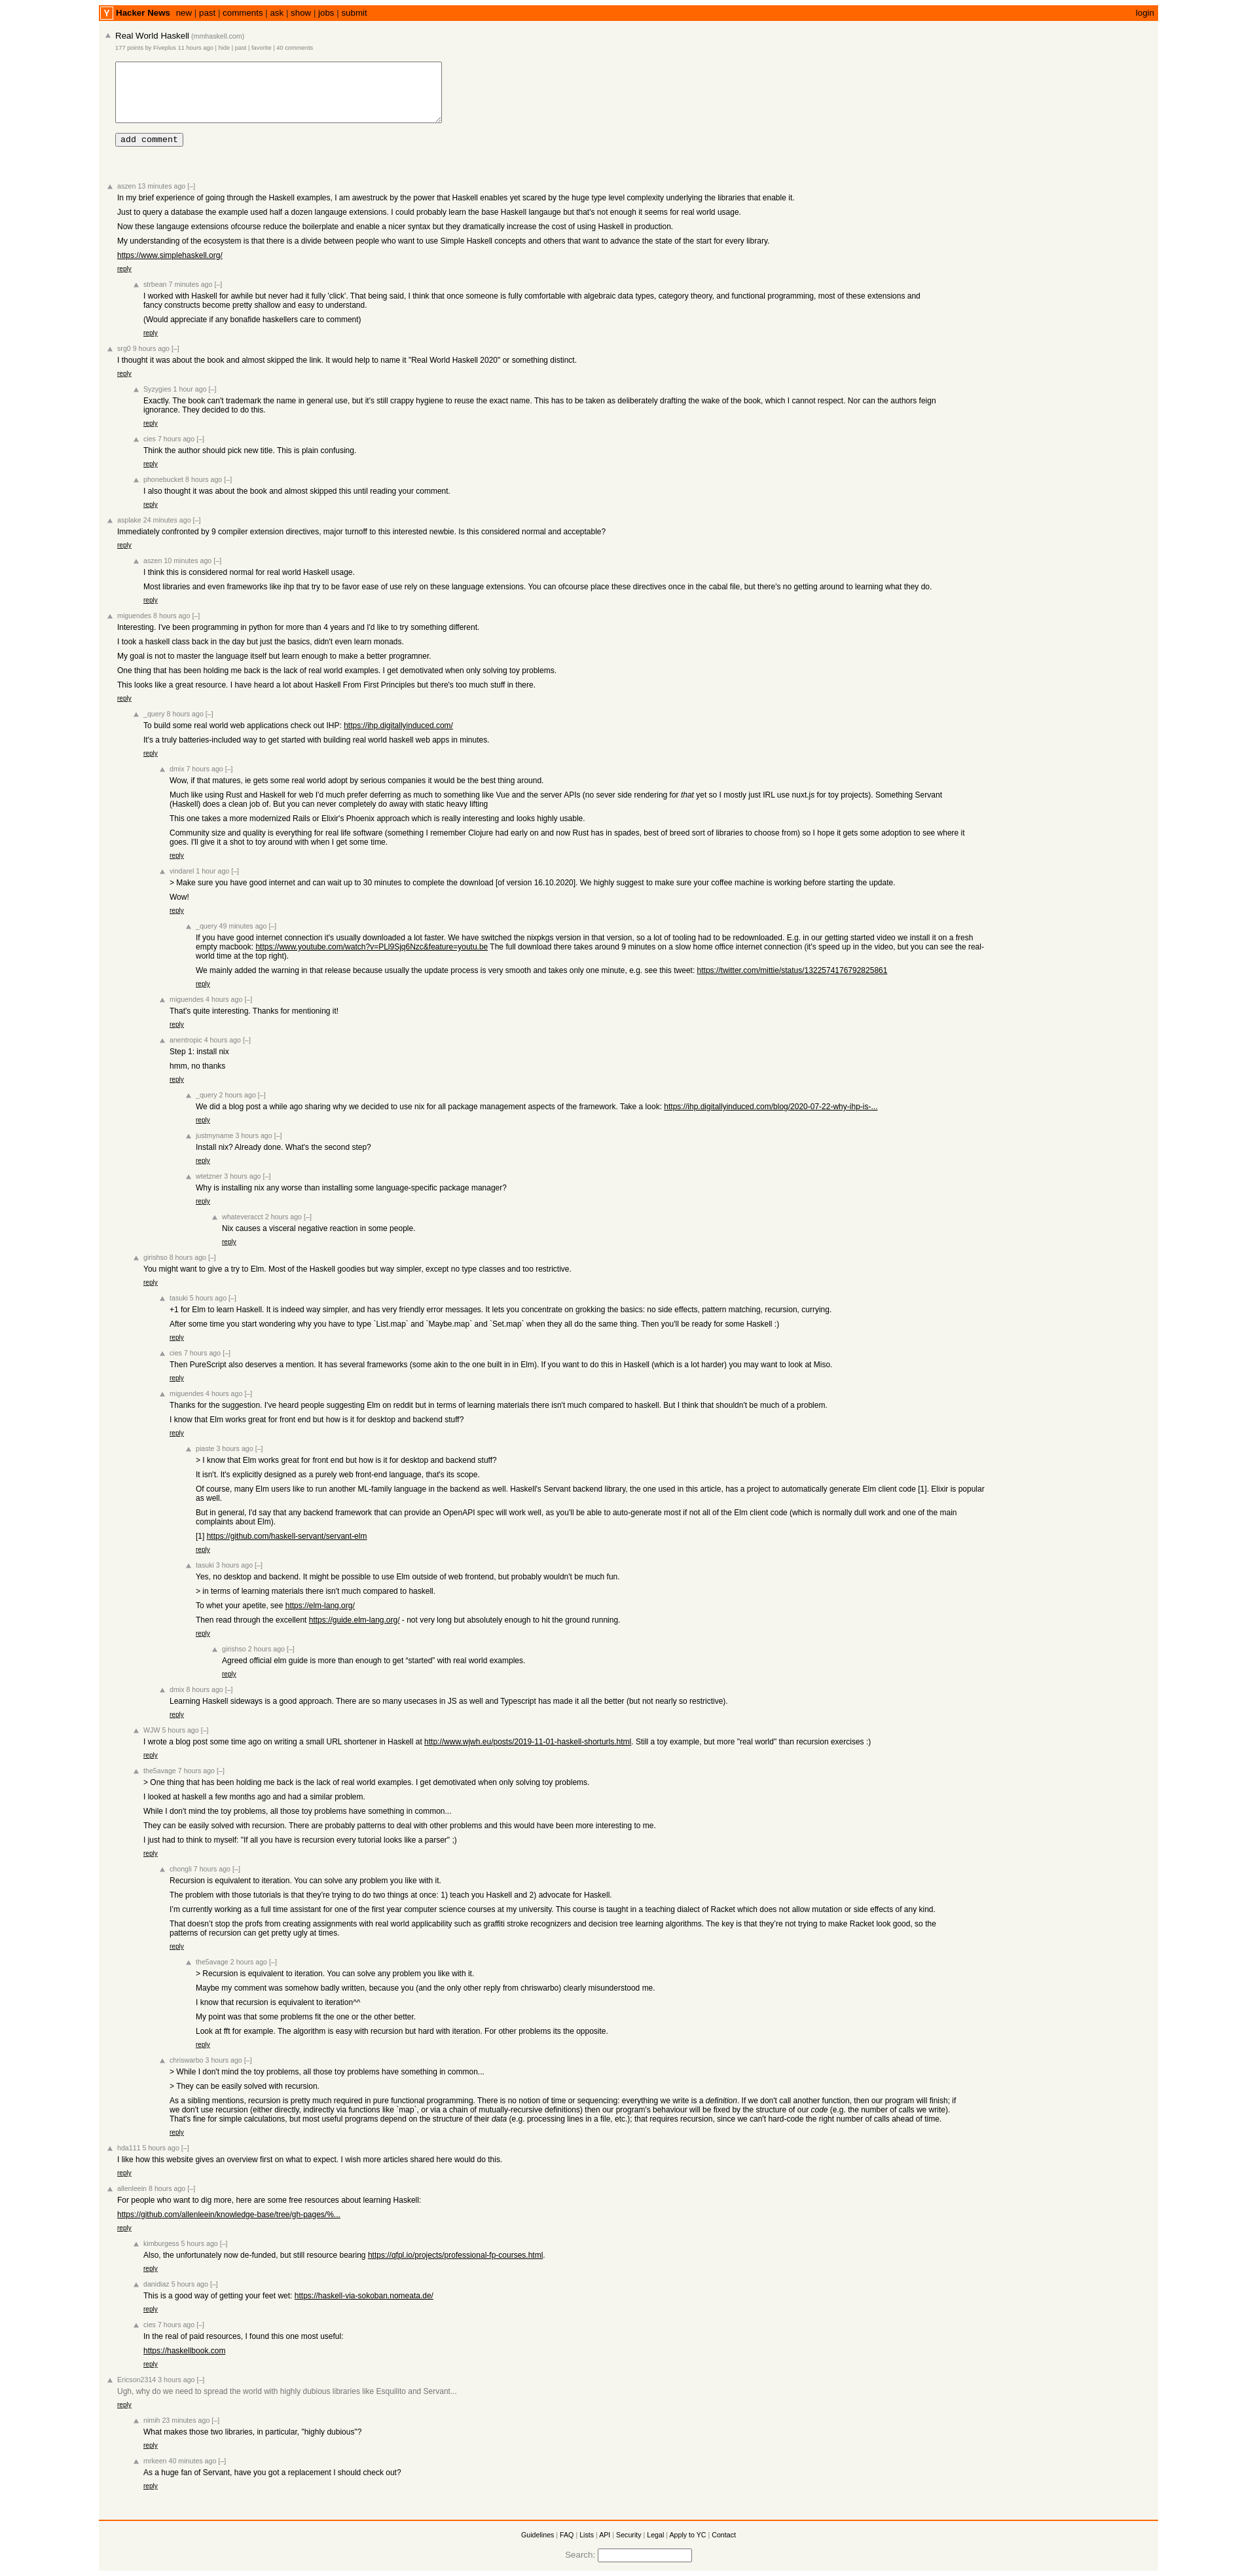 Y Hacker News new | past | comments | ask | show | jobs | submit login
Real World Haskell (mmhaskell.com)
177 points by Fiveplus 11 hours ago | hide | past | favorite | 40 comments
add comment
aszen 13 minutes ago [–]
In my brief experience of going through the Haskell examples, I am awestruck by the power that Haskell enables yet scared by the huge type level complexity underlying the libraries that enable it.
Just to query a database the example used half a dozen langauge extensions. I could probably learn the base Haskell langauge but that's not enough it seems for real world usage.
Now these langauge extensions ofcourse reduce the boilerplate and enable a nicer syntax but they dramatically increase the cost of using Haskell in production.
My understanding of the ecosystem is that there is a divide between people who want to use Simple Haskell concepts and others that want to advance the state of the start for every library.
https://www.simplehaskell.org/
reply
strbean 7 minutes ago [–]
I worked with Haskell for awhile but never had it fully 'click'. That being said, I think that once someone is fully comfortable with algebraic data types, category theory, and functional programming, most of these extensions and
fancy constructs become pretty shallow and easy to understand.
(Would appreciate if any bonafide haskellers care to comment)
reply
srg0 9 hours ago [–]
I thought it was about the book and almost skipped the link. It would help to name it "Real World Haskell 2020" or something distinct.
reply
Syzygies 1 hour ago [–]
Exactly. The book can't trademark the name in general use, but it's still crappy hygiene to reuse the exact name. This has to be taken as deliberately drafting the wake of the book, which I cannot respect. Nor can the authors feign
ignorance. They decided to do this.
reply
cies 7 hours ago [–]
Think the author should pick new title. This is plain confusing.
reply
phonebucket 8 hours ago [–]
I also thought it was about the book and almost skipped this until reading your comment.
reply
asplake 24 minutes ago [–]
Immediately confronted by 9 compiler extension directives, major turnoff to this interested newbie. Is this considered normal and acceptable?
reply
aszen 10 minutes ago [–]
I think this is considered normal for real world Haskell usage.
Most libraries and even frameworks like ihp that try to be favor ease of use rely on these language extensions. You can ofcourse place these directives once in the cabal file, but there's no getting around to learning what they do.
reply
miguendes 8 hours ago [–]
Interesting. I've been programming in python for more than 4 years and I'd like to try something different.
I took a haskell class back in the day but just the basics, didn't even learn monads.
My goal is not to master the language itself but learn enough to make a better programner.
One thing that has been holding me back is the lack of real world examples. I get demotivated when only solving toy problems.
This looks like a great resource. I have heard a lot about Haskell From First Principles but there's too much stuff in there.
reply
_query 8 hours ago [–]
To build some real world web applications check out IHP: https://ihp.digitallyinduced.com/
It's a truly batteries-included way to get started with building real world haskell web apps in minutes.
reply
dmix 7 hours ago [–]
Wow, if that matures, ie gets some real world adopt by serious companies it would be the best thing around.
Much like using Rust and Haskell for web I'd much prefer deferring as much to something like Vue and the server APIs (no sever side rendering for that yet so I mostly just IRL use nuxt.js for toy projects). Something Servant
(Haskell) does a clean job of. But you can never completely do away with static heavy lifting
This one takes a more modernized Rails or Elixir's Phoenix approach which is really interesting and looks highly usable.
Community size and quality is everything for real life software (something I remember Clojure had early on and now Rust has in spades, best of breed sort of libraries to choose from) so I hope it gets some adoption to see where it
goes. I'll give it a shot to toy around with when I get some time.
reply
vindarel 1 hour ago [–]
> Make sure you have good internet and can wait up to 30 minutes to complete the download [of version 16.10.2020]. We highly suggest to make sure your coffee machine is working before starting the update.
Wow!
reply
_query 49 minutes ago [–]
If you have good internet connection it's usually downloaded a lot faster. We have switched the nixpkgs version in that version, so a lot of tooling had to be redownloaded. E.g. in our getting started video we install it on a fresh
empty macbook: https://www.youtube.com/watch?v=PLl9Sjq6Nzc&feature=youtu.be The full download there takes around 9 minutes on a slow home office internet connection (it's speed up in the video, but you can see the real-
world time at the top right).
We mainly added the warning in that release because usually the update process is very smooth and takes only one minute, e.g. see this tweet: https://twitter.com/mittie/status/1322574176792825861
reply
miguendes 4 hours ago [–]
That's quite interesting. Thanks for mentioning it!
reply
anentropic 4 hours ago [–]
Step 1: install nix
hmm, no thanks
reply
_query 2 hours ago [–]
We did a blog post a while ago sharing why we decided to use nix for all package management aspects of the framework. Take a look: https://ihp.digitallyinduced.com/blog/2020-07-22-why-ihp-is-...
reply
justmyname 3 hours ago [–]
Install nix? Already done. What's the second step?
reply
wtetzner 3 hours ago [–]
Why is installing nix any worse than installing some language-specific package manager?
reply
whateveracct 2 hours ago [–]
Nix causes a visceral negative reaction in some people.
reply
girishso 8 hours ago [–]
You might want to give a try to Elm. Most of the Haskell goodies but way simpler, except no type classes and too restrictive.
reply
tasuki 5 hours ago [–]
+1 for Elm to learn Haskell. It is indeed way simpler, and has very friendly error messages. It lets you concentrate on grokking the basics: no side effects, pattern matching, recursion, currying.
After some time you start wondering why you have to type `List.map` and `Maybe.map` and `Set.map` when they all do the same thing. Then you'll be ready for some Haskell :)
reply
cies 7 hours ago [–]
Then PureScript also deserves a mention. It has several frameworks (some akin to the one built in in Elm). If you want to do this in Haskell (which is a lot harder) you may want to look at Miso.
reply
miguendes 4 hours ago [–]
Thanks for the suggestion. I've heard people suggesting Elm on reddit but in terms of learning materials there isn't much compared to haskell. But I think that shouldn't be much of a problem.
I know that Elm works great for front end but how is it for desktop and backend stuff?
reply
piaste 3 hours ago [–]
> I know that Elm works great for front end but how is it for desktop and backend stuff?
It isn't. It's explicitly designed as a purely web front-end language, that's its scope.
Of course, many Elm users like to run another ML-family language in the backend as well. Haskell's Servant backend library, the one used in this article, has a project to automatically generate Elm client code [1]. Elixir is popular
as well.
But in general, I'd say that any backend framework that can provide an OpenAPI spec will work well, as you'll be able to auto-generate most if not all of the Elm client code (which is normally dull work and one of the main
complaints about Elm).
[1] https://github.com/haskell-servant/servant-elm
reply
tasuki 3 hours ago [–]
Yes, no desktop and backend. It might be possible to use Elm outside of web frontend, but probably wouldn't be much fun.
> in terms of learning materials there isn't much compared to haskell.
To whet your apetite, see https://elm-lang.org/
Then read through the excellent https://guide.elm-lang.org/ - not very long but absolutely enough to hit the ground running.
reply
girishso 2 hours ago [–]
Agreed official elm guide is more than enough to get “started” with real world examples.
reply
dmix 8 hours ago [–]
Learning Haskell sideways is a good approach. There are so many usecases in JS as well and Typescript has made it all the better (but not nearly so restrictive).
reply
WJW 5 hours ago [–]
I wrote a blog post some time ago on writing a small URL shortener in Haskell at http://www.wjwh.eu/posts/2019-11-01-haskell-shorturls.html. Still a toy example, but more "real world" than recursion exercises :)
reply
the5avage 7 hours ago [–]
> One thing that has been holding me back is the lack of real world examples. I get demotivated when only solving toy problems.
I looked at haskell a few months ago and had a similar problem.
While I don't mind the toy problems, all those toy problems have something in common...
They can be easily solved with recursion. There are probably patterns to deal with other problems and this would have been more interesting to me.
I just had to think to myself: "If all you have is recursion every tutorial looks like a parser" ;)
reply
chongli 7 hours ago [–]
Recursion is equivalent to iteration. You can solve any problem you like with it.
The problem with those tutorials is that they’re trying to do two things at once: 1) teach you Haskell and 2) advocate for Haskell.
I’m currently working as a full time assistant for one of the first year computer science courses at my university. This course is taught in a teaching dialect of Racket which does not allow mutation or side effects of any kind.
That doesn’t stop the profs from creating assignments with real world applicability such as graffiti stroke recognizers and decision tree learning algorithms. The key is that they’re not trying to make Racket look good, so the
patterns of recursion can get pretty ugly at times.
reply
the5avage 2 hours ago [–]
> Recursion is equivalent to iteration. You can solve any problem you like with it.
Maybe my comment was somehow badly written, because you (and the only other reply from chriswarbo) clearly misunderstood me.
I know that recursion is equivalent to iteration^^
My point was that some problems fit the one or the other better.
Look at fft for example. The algorithm is easy with recursion but hard with iteration. For other problems its the opposite.
reply
chriswarbo 3 hours ago [–]
> While I don't mind the toy problems, all those toy problems have something in common...
> They can be easily solved with recursion.
As a sibling mentions, recursion is pretty much required in pure functional programming. There is no notion of time or sequencing: everything we write is a definition. If we don't call another function, then our program will finish; if
we don't use recursion (either directly, indirectly via functions like `map`, or via a chain of mutually-recursive definitions) then our program's behaviour will be fixed by the structure of our code (e.g. the number of calls we write).
That's fine for simple calculations, but most useful programs depend on the structure of their data (e.g. processing lines in a file, etc.); that requires recursion, since we can't hard-code the right number of calls ahead of time.
reply
hda111 5 hours ago [–]
I like how this website gives an overview first on what to expect. I wish more articles shared here would do this.
reply
allenleein 8 hours ago [–]
For people who want to dig more, here are some free resources about learning Haskell:
https://github.com/allenleein/knowledge-base/tree/gh-pages/%...
reply
kimburgess 5 hours ago [–]
Also, the unfortunately now de-funded, but still resource bearing https://qfpl.io/projects/professional-fp-courses.html.
reply
danidiaz 5 hours ago [–]
This is a good way of getting your feet wet: https://haskell-via-sokoban.nomeata.de/
reply
cies 7 hours ago [–]
In the real of paid resources, I found this one most useful:
https://haskellbook.com
reply
Ericson2314 3 hours ago [–]
Ugh, why do we need to spread the world with highly dubious libraries like Esquilito and Servant...
reply
nimih 23 minutes ago [–]
What makes those two libraries, in particular, "highly dubious"?
reply
mrkeen 40 minutes ago [–]
As a huge fan of Servant, have you got a replacement I should check out?
reply
Guidelines | FAQ | Lists | API | Security | Legal | Apply to YC | Contact
Search: